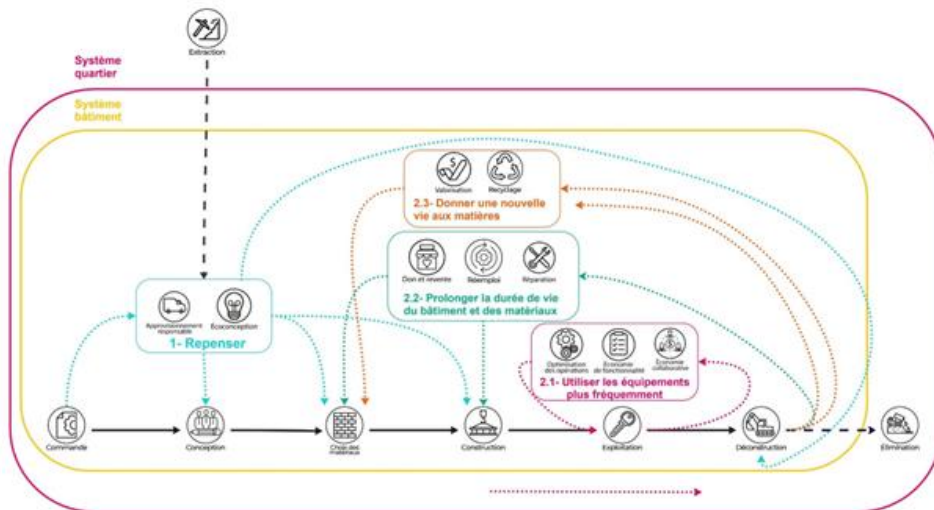 Extraction
Système
quartier
Système
bâtiment
Valorisation
Recyclage
2.3- Donner une nouvelle
vie aux matières
Don et revente
Réemploi
Réparation
2.2- Prolonger la durée de vie
du bâtiment et des matériaux
Approvisionnement
responsable
Écoconception
1- Repenser
Optimisation
des opérations
Économie
de fonctionnalité
Économie
collaborative
2.1- Utiliser les équipements
plus fréquemment
Commande
Conception
Choix des
matériaux
Construction
Exploitation
Déconstruction
Élimination